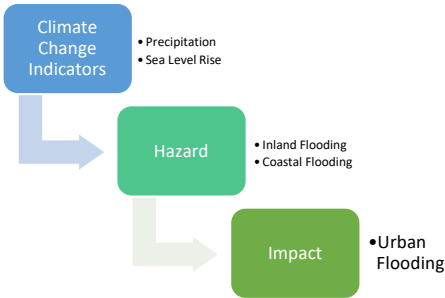 Climate
Change
Indicators
• Precipitation
• Sea Level Rise
Hazard
• Inland Flooding
• Coastal Flooding
Impact
• Urban
Flooding